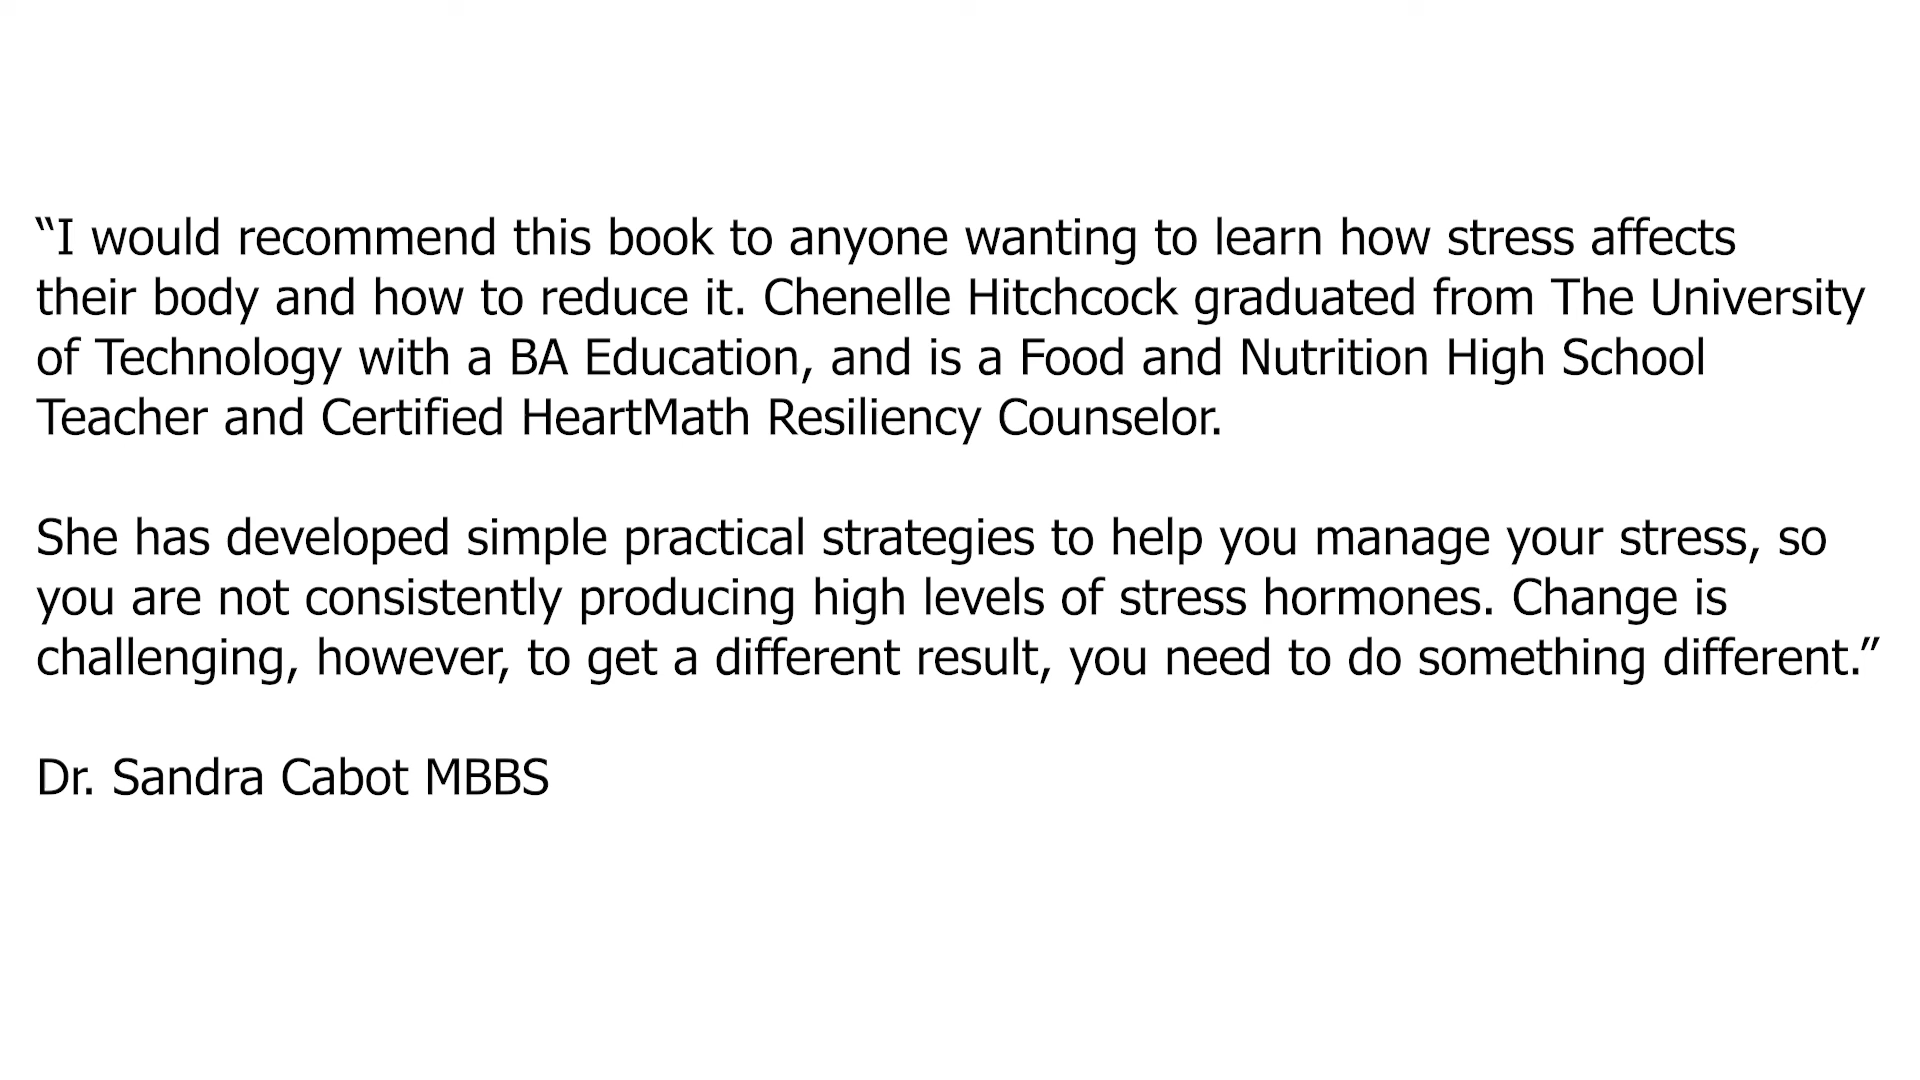 “I would recommend this book to anyone wanting to learn how stress affects
their body and how to reduce it. Chenelle Hitchcock graduated from The University
of Technology with a BA Education, and is a Food and Nutrition High School
Teacher and Certified HeartMath Resiliency Counselor.
She has developed simple practical strategies to help you manage your stress, so
you are not consistently producing high levels of stress hormones. Change is
challenging, however, to get a different result, you need to do something different.”
Dr. Sandra Cabot MBBS